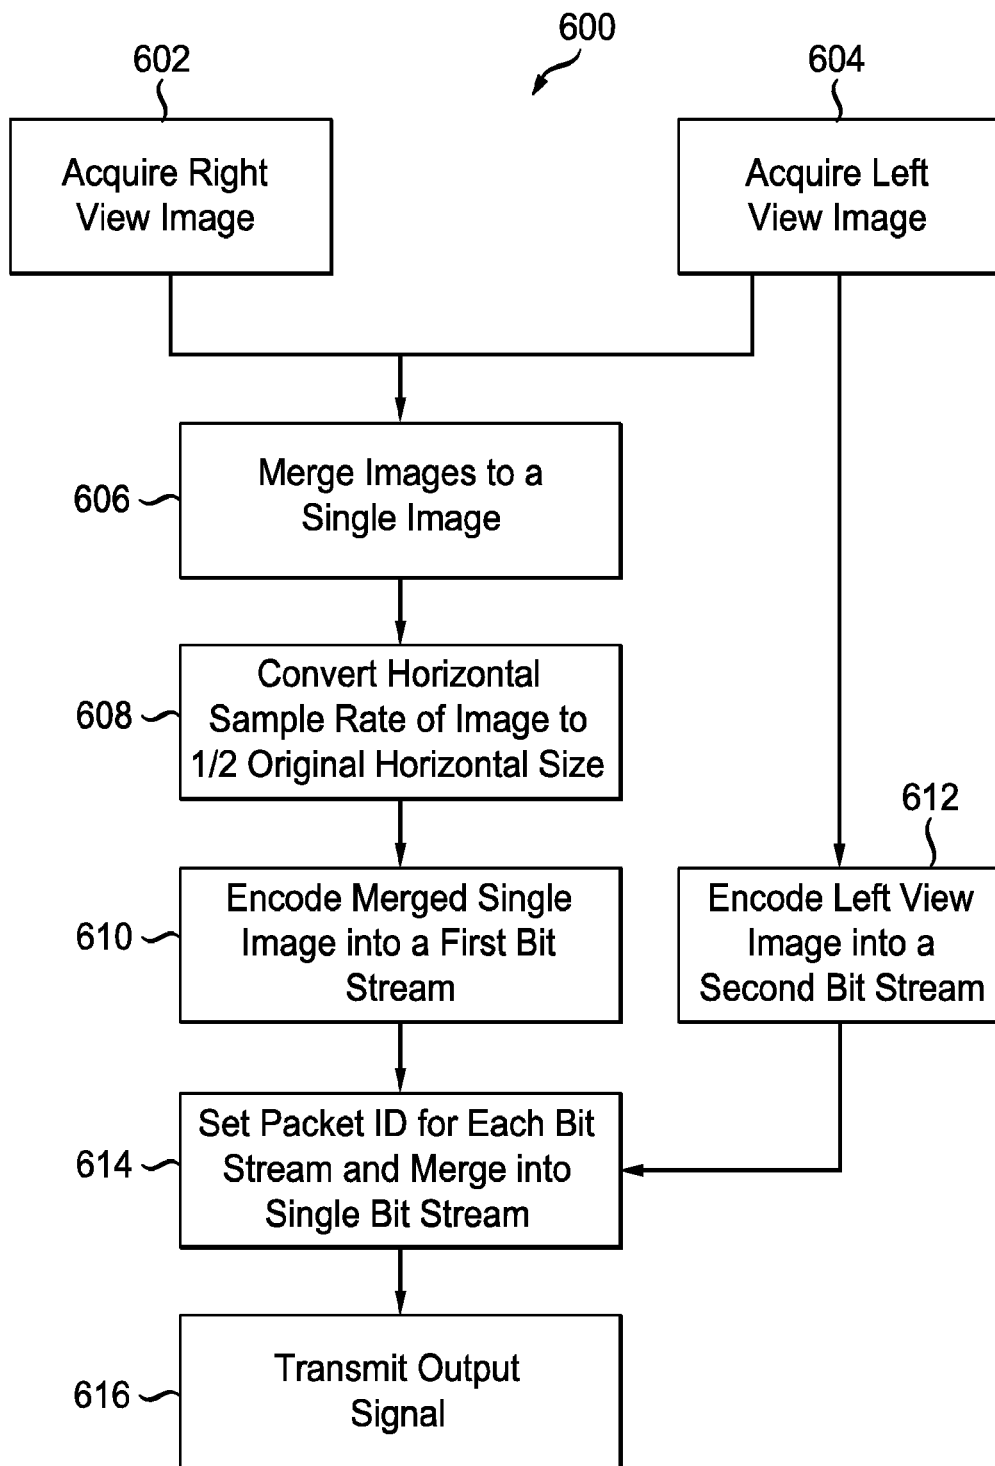 600
602
604
Acquire Right
View Image
Acquire Left
View Image
606
Merge Images to a
Single Image
608
Convert Horizontal
Sample Rate of Image to
1/2 Original Horizontal Size
610
Encode Merged Single
Image into a First Bit
Stream
612
Encode Left View
Image into a
Second Bit Stream
614
Set Packet ID for Each Bit
Stream and Merge into
Single Bit Stream
616
Transmit Output
Signal